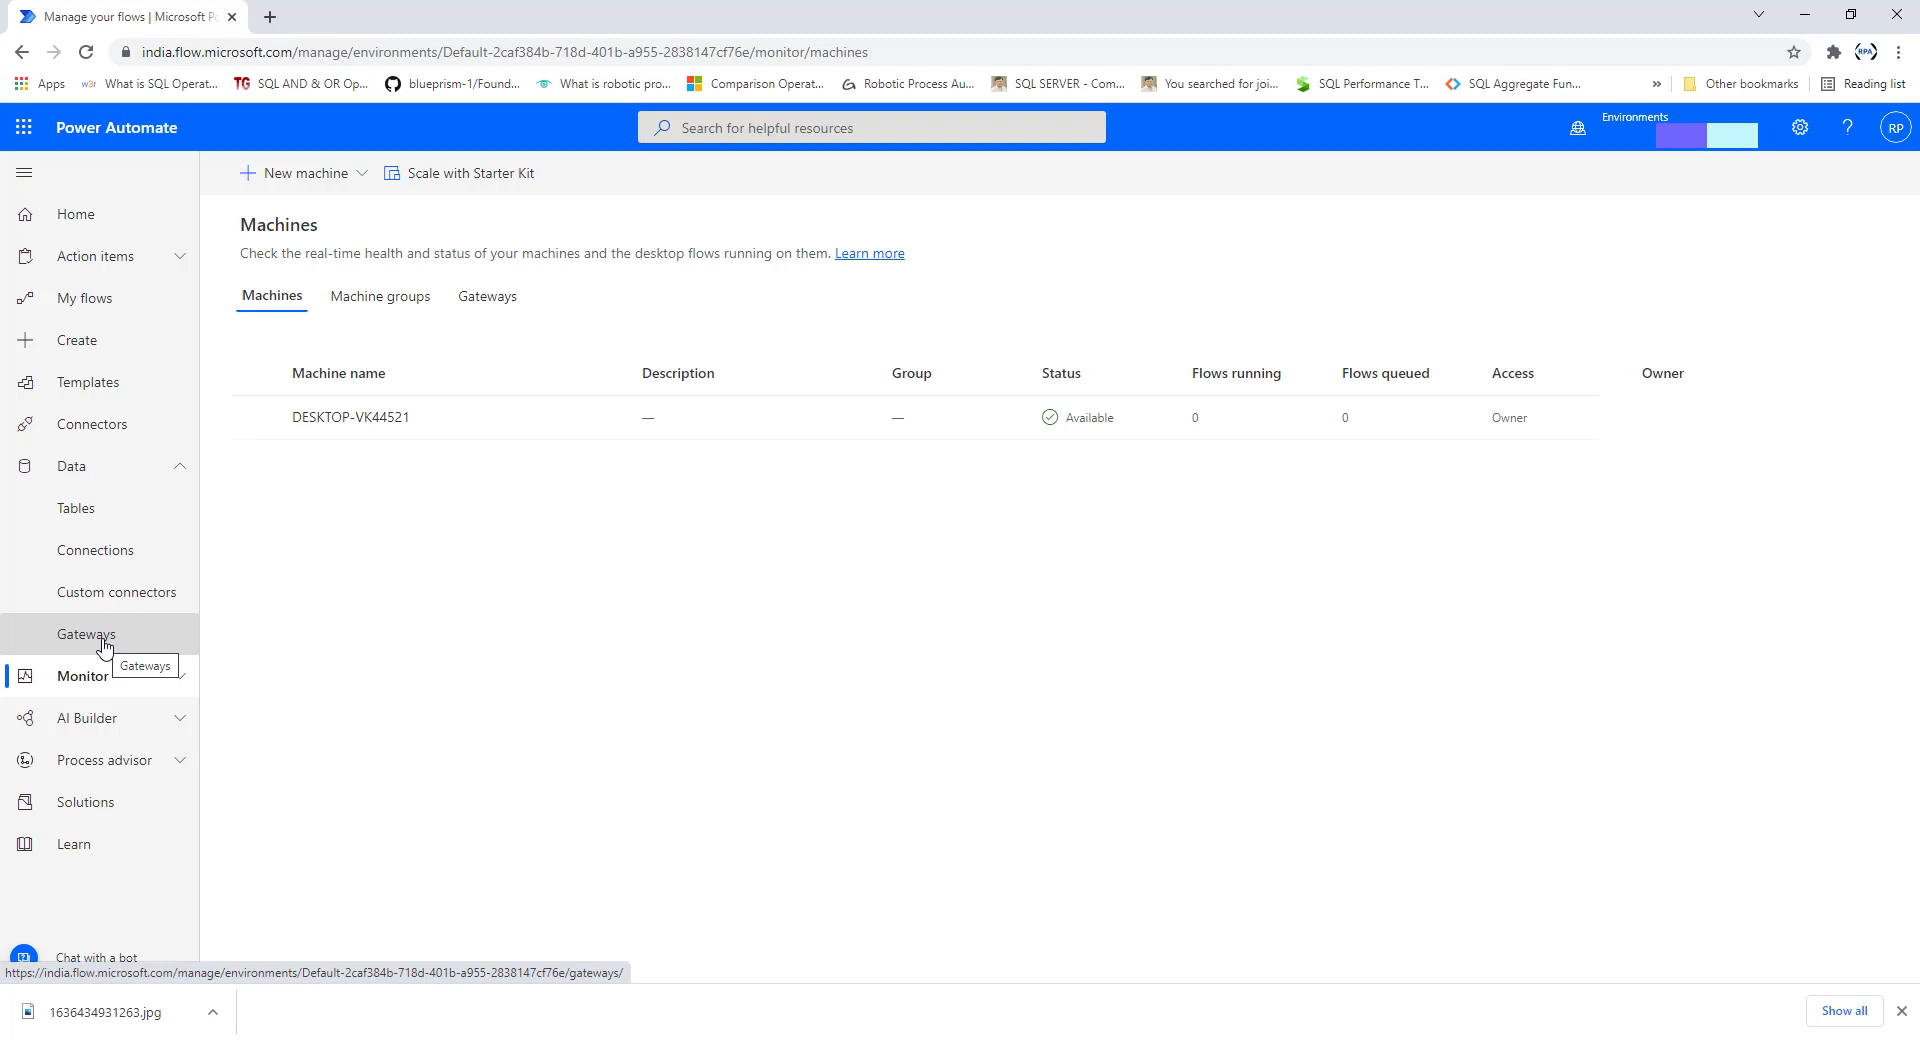 Manage your flows | Microsoft Po
india.flow.microsoft.com/manage/environments/Default-2caf384b-718d-401b-a955-2838147cf76e/monitor/machines
Apps
What is SQL Operat...
SQL AND & OR Op...
blueprism-1/Found...
What is robotic pro...
Comparison Operat...
Robotic Process Au...
SQL SERVER - Com...
You searched for joi...
SQL Performance T...
SQL Aggregate Fun...
»
Other bookmarks
Reading list
Power Automate
Search for helpful resources
Environments
RP
New machine
Scale with Starter Kit
Home
Action items
My flows
Create
Templates
Connectors
Data
Tables
Connections
Custom connectors
Gateways
Gateways
Monitor
AI Builder
Process advisor
Solutions
Learn
Chat with a bot
Machines
Check the real-time health and status of your machines and the desktop flows running on them. Learn more
Machines Machine groups Gateways
Machine name Description Group Status Flows running Flows queued Access Owner
DESKTOP-VK44521 — — Available 0 0 Owner
https://india.flow.microsoft.com/manage/environments/Default-2caf384b-718d-401b-a955-2838147cf76e/gateways/
1636434931263.jpg
Show all